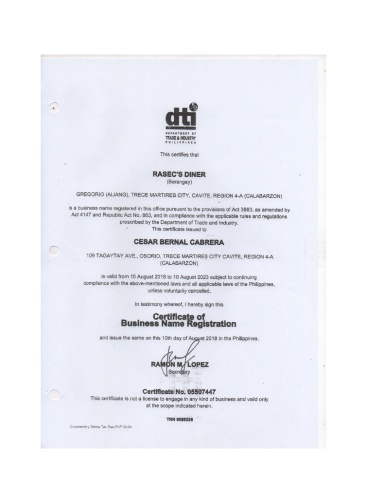 dti
DEPARTMENT OF
TRADE & INDUSTRY
PHILIPPINES
This certifies that
RASEC'S DINER
(Barangay)
GREGORIO (ALIANG), TRECE MARTIRES CITY, CAVITE, REGION 4-A (CALABARZON)
is a business name registered in this office pursuant to the provisions of Act 3883, as amended by
Act 4147 and Republic Act No. 863, and in compliance with the applicable rules and regulations
prescribed by the Department of Trade and Industry.
This certificate issued to
CESAR BERNAL CABRERA
109 TAGAYTAY AVE., OSORIO, TRECE MARTIRES CITY CAVITE, REGION 4-A
(CALABARZON)
is valid from 10 August 2018 to 10 August 2023 subject to continuing
compliance with the above-mentioned laws and all applicable laws of the Philippines,
unless voluntarily cancelled.
In testimony whereof, I hereby sign this
Certificate of
Business Name Registration
and issue the same on this 10th day of August 2018 in the Philippines.
RAMON M. LOPEZ
Secretary
Certificate No. 05597447
This certificate is not a license to engage in any kind of business and valid only
at the scope indicated herein.
TRN
Documentary Stamp Tax Paid PhP